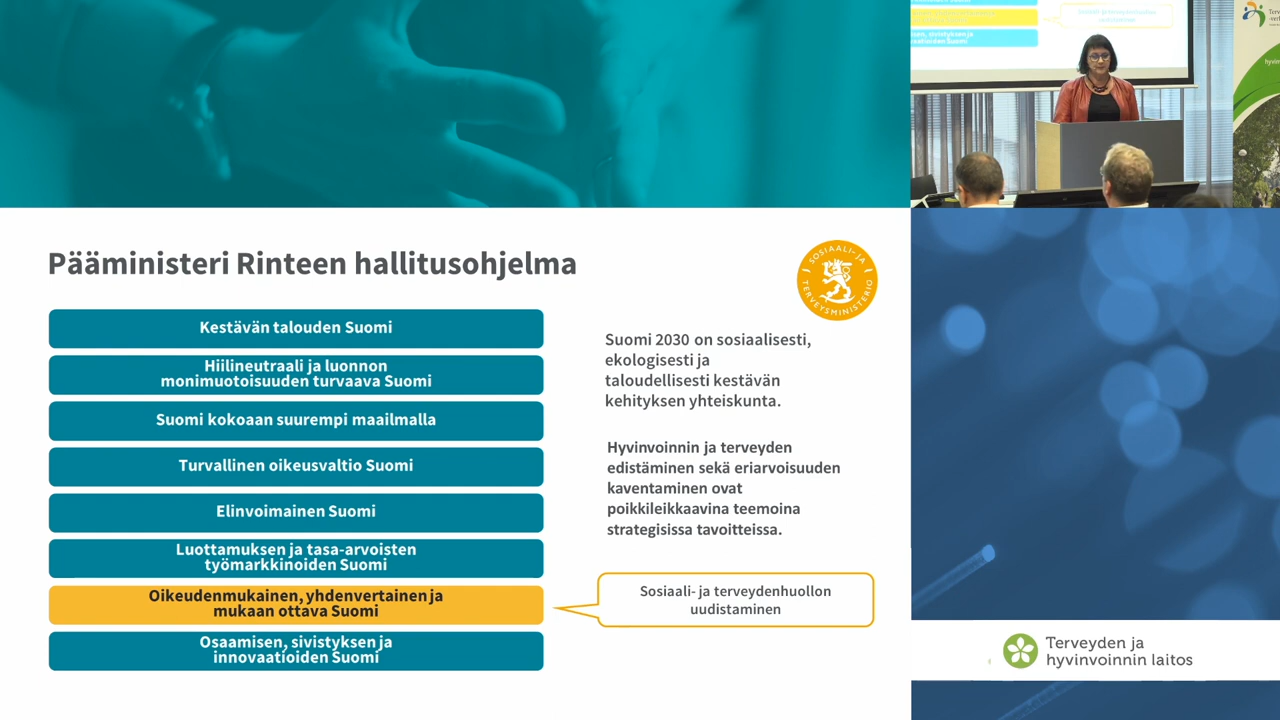 Pääministeri Rinteen hallitusohjelma
SOSIAALI- JA
TERVEYSMINISTERIÖ
Kestävän talouden Suomi
Hiilineutraali ja luonnon
monimuotoisuuden turvaava Suomi
Suomi kokoaan suurempi maailmalla
Turvallinen oikeusvaltio Suomi
Elinvoimainen Suomi
Luottamuksen ja tasa-arvoisten
työmarkkinoiden Suomi
Oikeudenmukainen, yhdenvertainen ja
mukaan ottava Suomi
Osaamisen, sivistyksen ja
innovaatioiden Suomi
Suomi 2030 on sosiaalisesti,
ekologisesti ja
taloudellisesti kestävän
kehityksen yhteiskunta.
Hyvinvoinnin ja terveyden
edistäminen sekä eriarvoisuuden
kaventaminen ovat
poikkileikkaavina teemoina
strategisissa tavoitteissa.
Sosiaali- ja terveydenhuollon
uudistaminen
Terveyden ja
hyvinvoinnin laitos